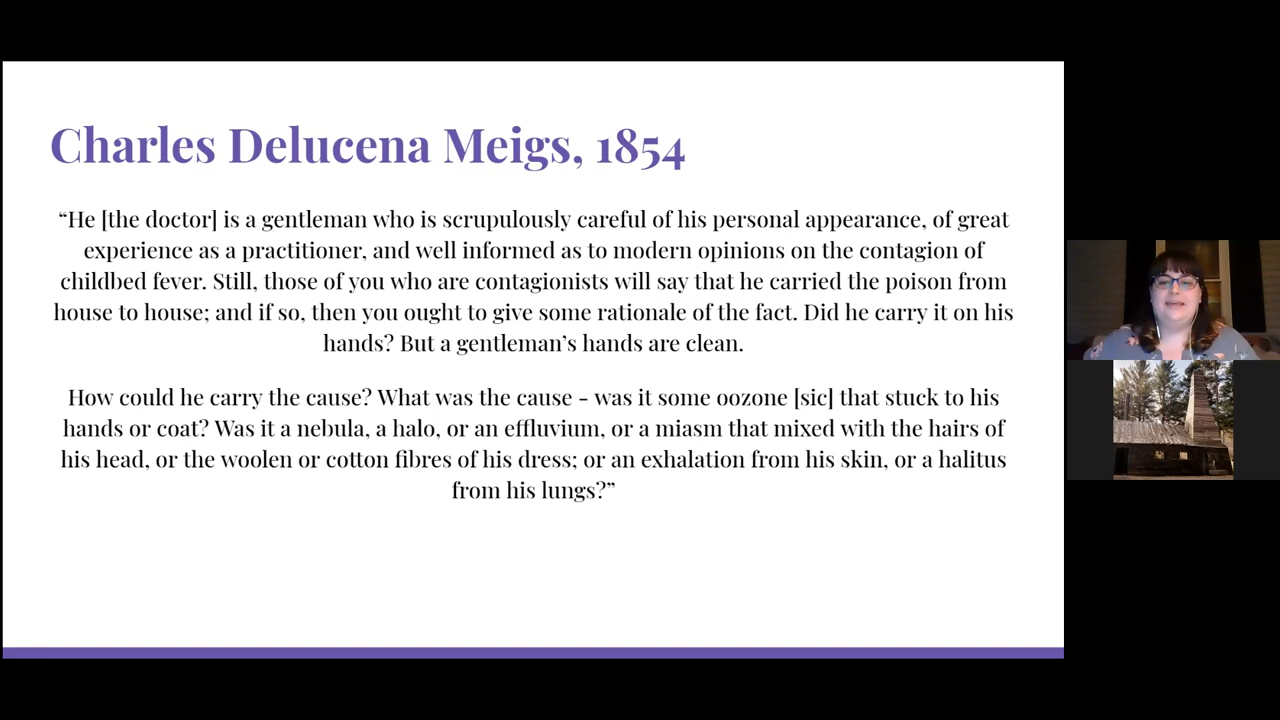 Charles Delucena Meigs, 1854
“He [the doctor] is a gentleman who is scrupulously careful of his personal appearance, of great
experience as a practitioner, and well informed as to modern opinions on the contagion of
childbed fever. Still, those of you who are contagionists will say that he carried the poison from
house to house; and if so, then you ought to give some rationale of the fact. Did he carry it on his
hands? But a gentleman’s hands are clean.
How could he carry the cause? What was the cause - was it some oozone [sic] that stuck to his
hands or coat? Was it a nebula, a halo, or an effluvium, or a miasm that mixed with the hairs of
his head, or the woolen or cotton fibres of his dress; or an exhalation from his skin, or a halitus
from his lungs?”